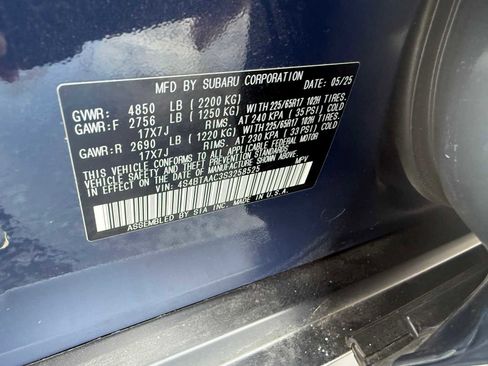 MFD BY SUBARU CORPORATION DATE: 05/25
GVWR: 4850 LB ( 2200 KG)
GAWR:F 2756 LB ( 1250 KG) WITH 225/65R17 102H TIRES,
17X7J RIMS, AT 240 KPA ( 35 PSI) COLD
GAWR:R 2690 LB ( 1220 KG) WITH 225/65R17 102H TIRES,
17X7J RIMS, AT 230 KPA ( 33 PSI) COLD
THIS VEHICLE CONFORMS TO ALL APPLICABLE FEDERAL MOTOR
VEHICLE SAFETY AND THEFT PREVENTION STANDARDS
IN EFFECT ON THE DATE OF MANUFACTURE SHOWN ABOVE.
VIN: 4S4BTAAC3S3258525 MPV
ASSEMBLED BY SIA INC. IN U.S.A.